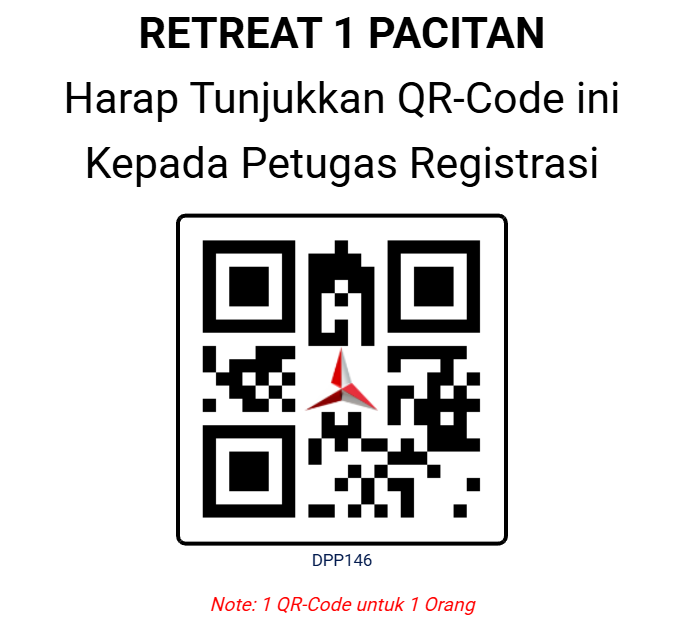 RETREAT 1 PACITAN
Harap Tunjukkan QR-Code ini
Kepada Petugas Registrasi
DPP146
Note: 1 QR-Code untuk 1 Orang